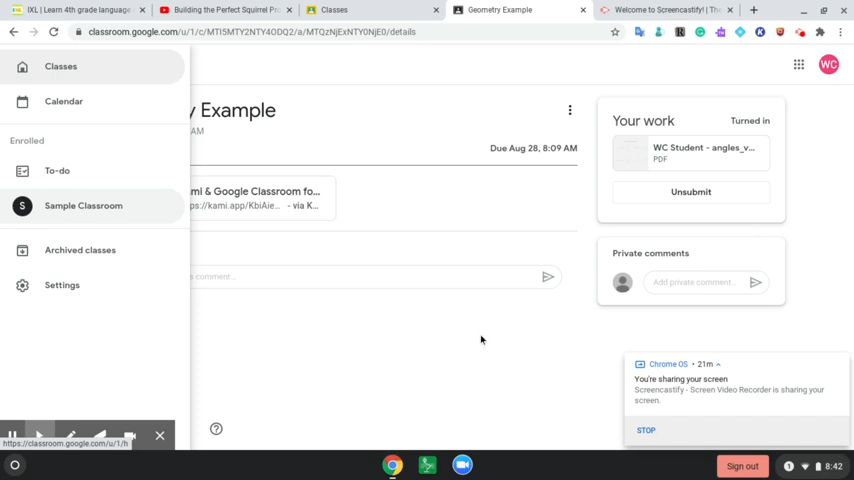 IXL | Learn 4th grade language
Building the Perfect Squirrel Pro
Classes
Geometry Example
Welcome to Screencastify! | The
classroom.google.com/u/1/c/MTI5MTY2NTY4ODQ2/a/MTQzNjExNTY0NjE0/details
Classes
WC
Calendar
y Example
AM
Your work
Turned in
Enrolled
Due Aug 28, 8:09 AM
WC Student - angles_v...
PDF
To-do
ami & Google Classroom fo...
ps://kami.app/KbiAie... - via K...
Unsubmit
S
Sample Classroom
Archived classes
Private comments
s comment...
Add private comment...
Settings
Chrome OS • 21m
You're sharing your screen
Screencastify - Screen Video Recorder is sharing your
screen.
STOP
https://classroom.google.com/u/1/h
Sign out
1
8:42